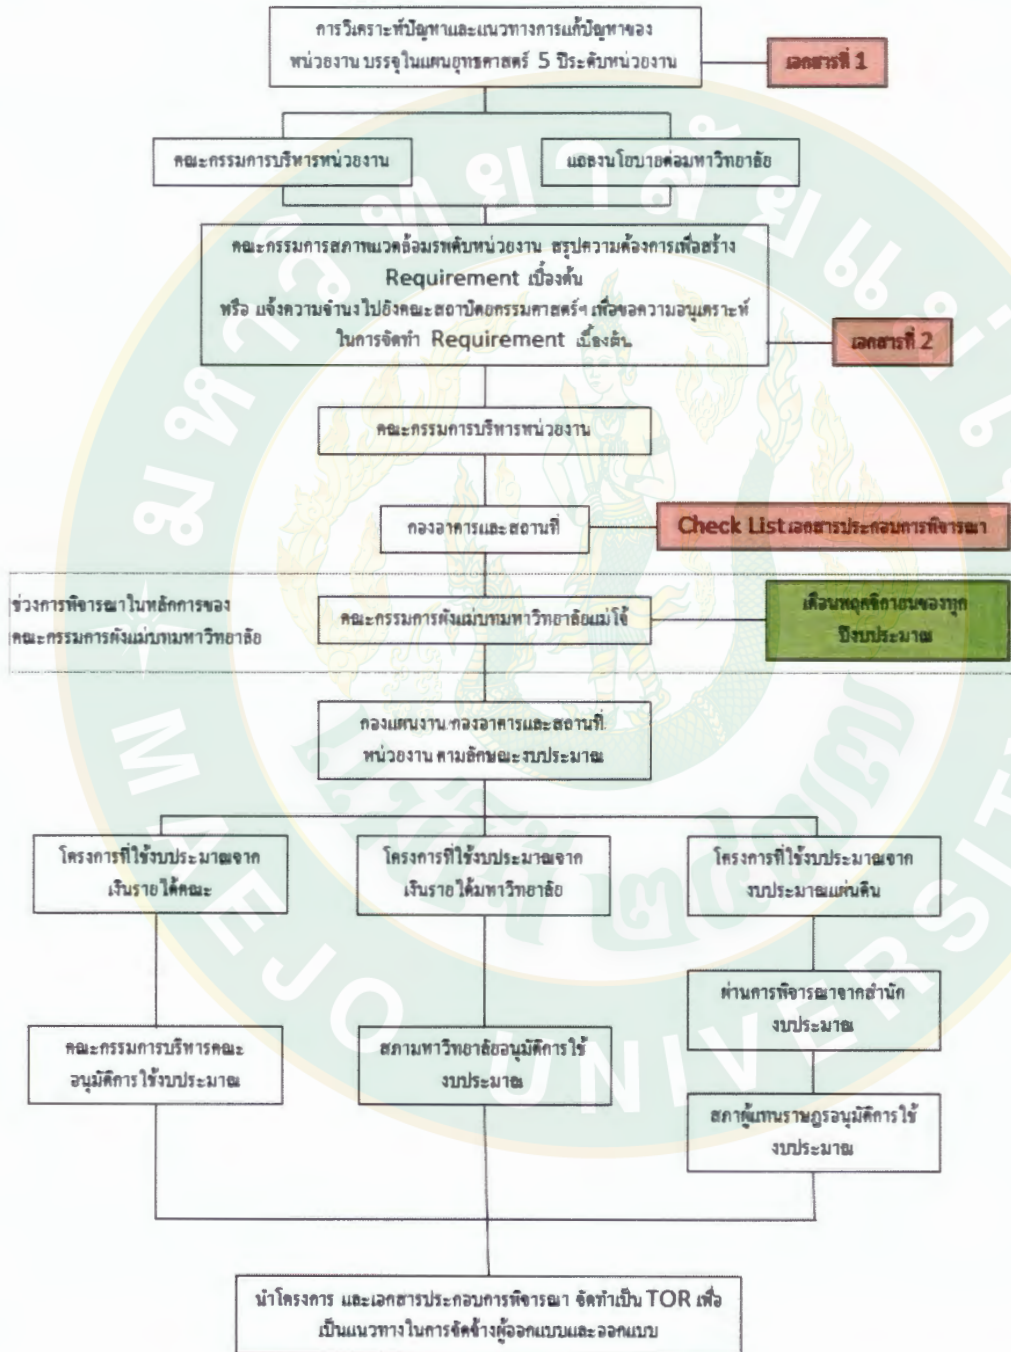 การวิเคราะห์ปัญหาและแนวทางการแก้ปัญหาของ
หน่วยงาน บรรจุในแผนยุทธศาสตร์ 5 ปีระดับหน่วยงาน
เอกสารที่ 1
คณะกรรมการบริหารหน่วยงาน
แถลงนโยบายต่อมหาวิทยาลัย
คณะกรรมการสภาพแวดล้อมระดับหน่วยงาน สรุปความต้องการเพื่อสร้าง
Requirement เบื้องต้น
หรือ แจ้งความจำนงไปยังคณะสถาปัตยกรรมศาสตร์ฯ เพื่อขอความอนุเคราะห์
ในการจัดทำ Requirement เบื้องต้น
เอกสารที่ 2
คณะกรรมการบริหารหน่วยงาน
กองอาคารและสถานที่
Check List เอกสารประกอบการพิจารณา
ช่วงการพิจารณาในหลักการของ
คณะกรรมการผังแม่บทมหาวิทยาลัย
คณะกรรมการผังแม่บทมหาวิทยาลัยแม่โจ้
เดือนพฤศจิกายนของทุก
ปีงบประมาณ
กองแผนงาน กองอาคารและสถานที่
หน่วยงาน ตามลักษณะงบประมาณ
โครงการที่ใช้งบประมาณจาก
เงินรายได้คณะ
โครงการที่ใช้งบประมาณจาก
เงินรายได้มหาวิทยาลัย
โครงการที่ใช้งบประมาณจาก
งบประมาณแผ่นดิน
ผ่านการพิจารณาจากสำนัก
งบประมาณ
คณะกรรมการบริหารคณะ
อนุมัติการใช้งบประมาณ
สภามหาวิทยาลัยอนุมัติการใช้
งบประมาณ
สภาผู้แทนราษฎรอนุมัติการใช้
งบประมาณ
นำโครงการ และเอกสารประกอบการพิจารณา จัดทำเป็น TOR เพื่อ
เป็นแนวทางในการจัดจ้างผู้ออกแบบและออกแบบ
MAEJO UNIVERSIT